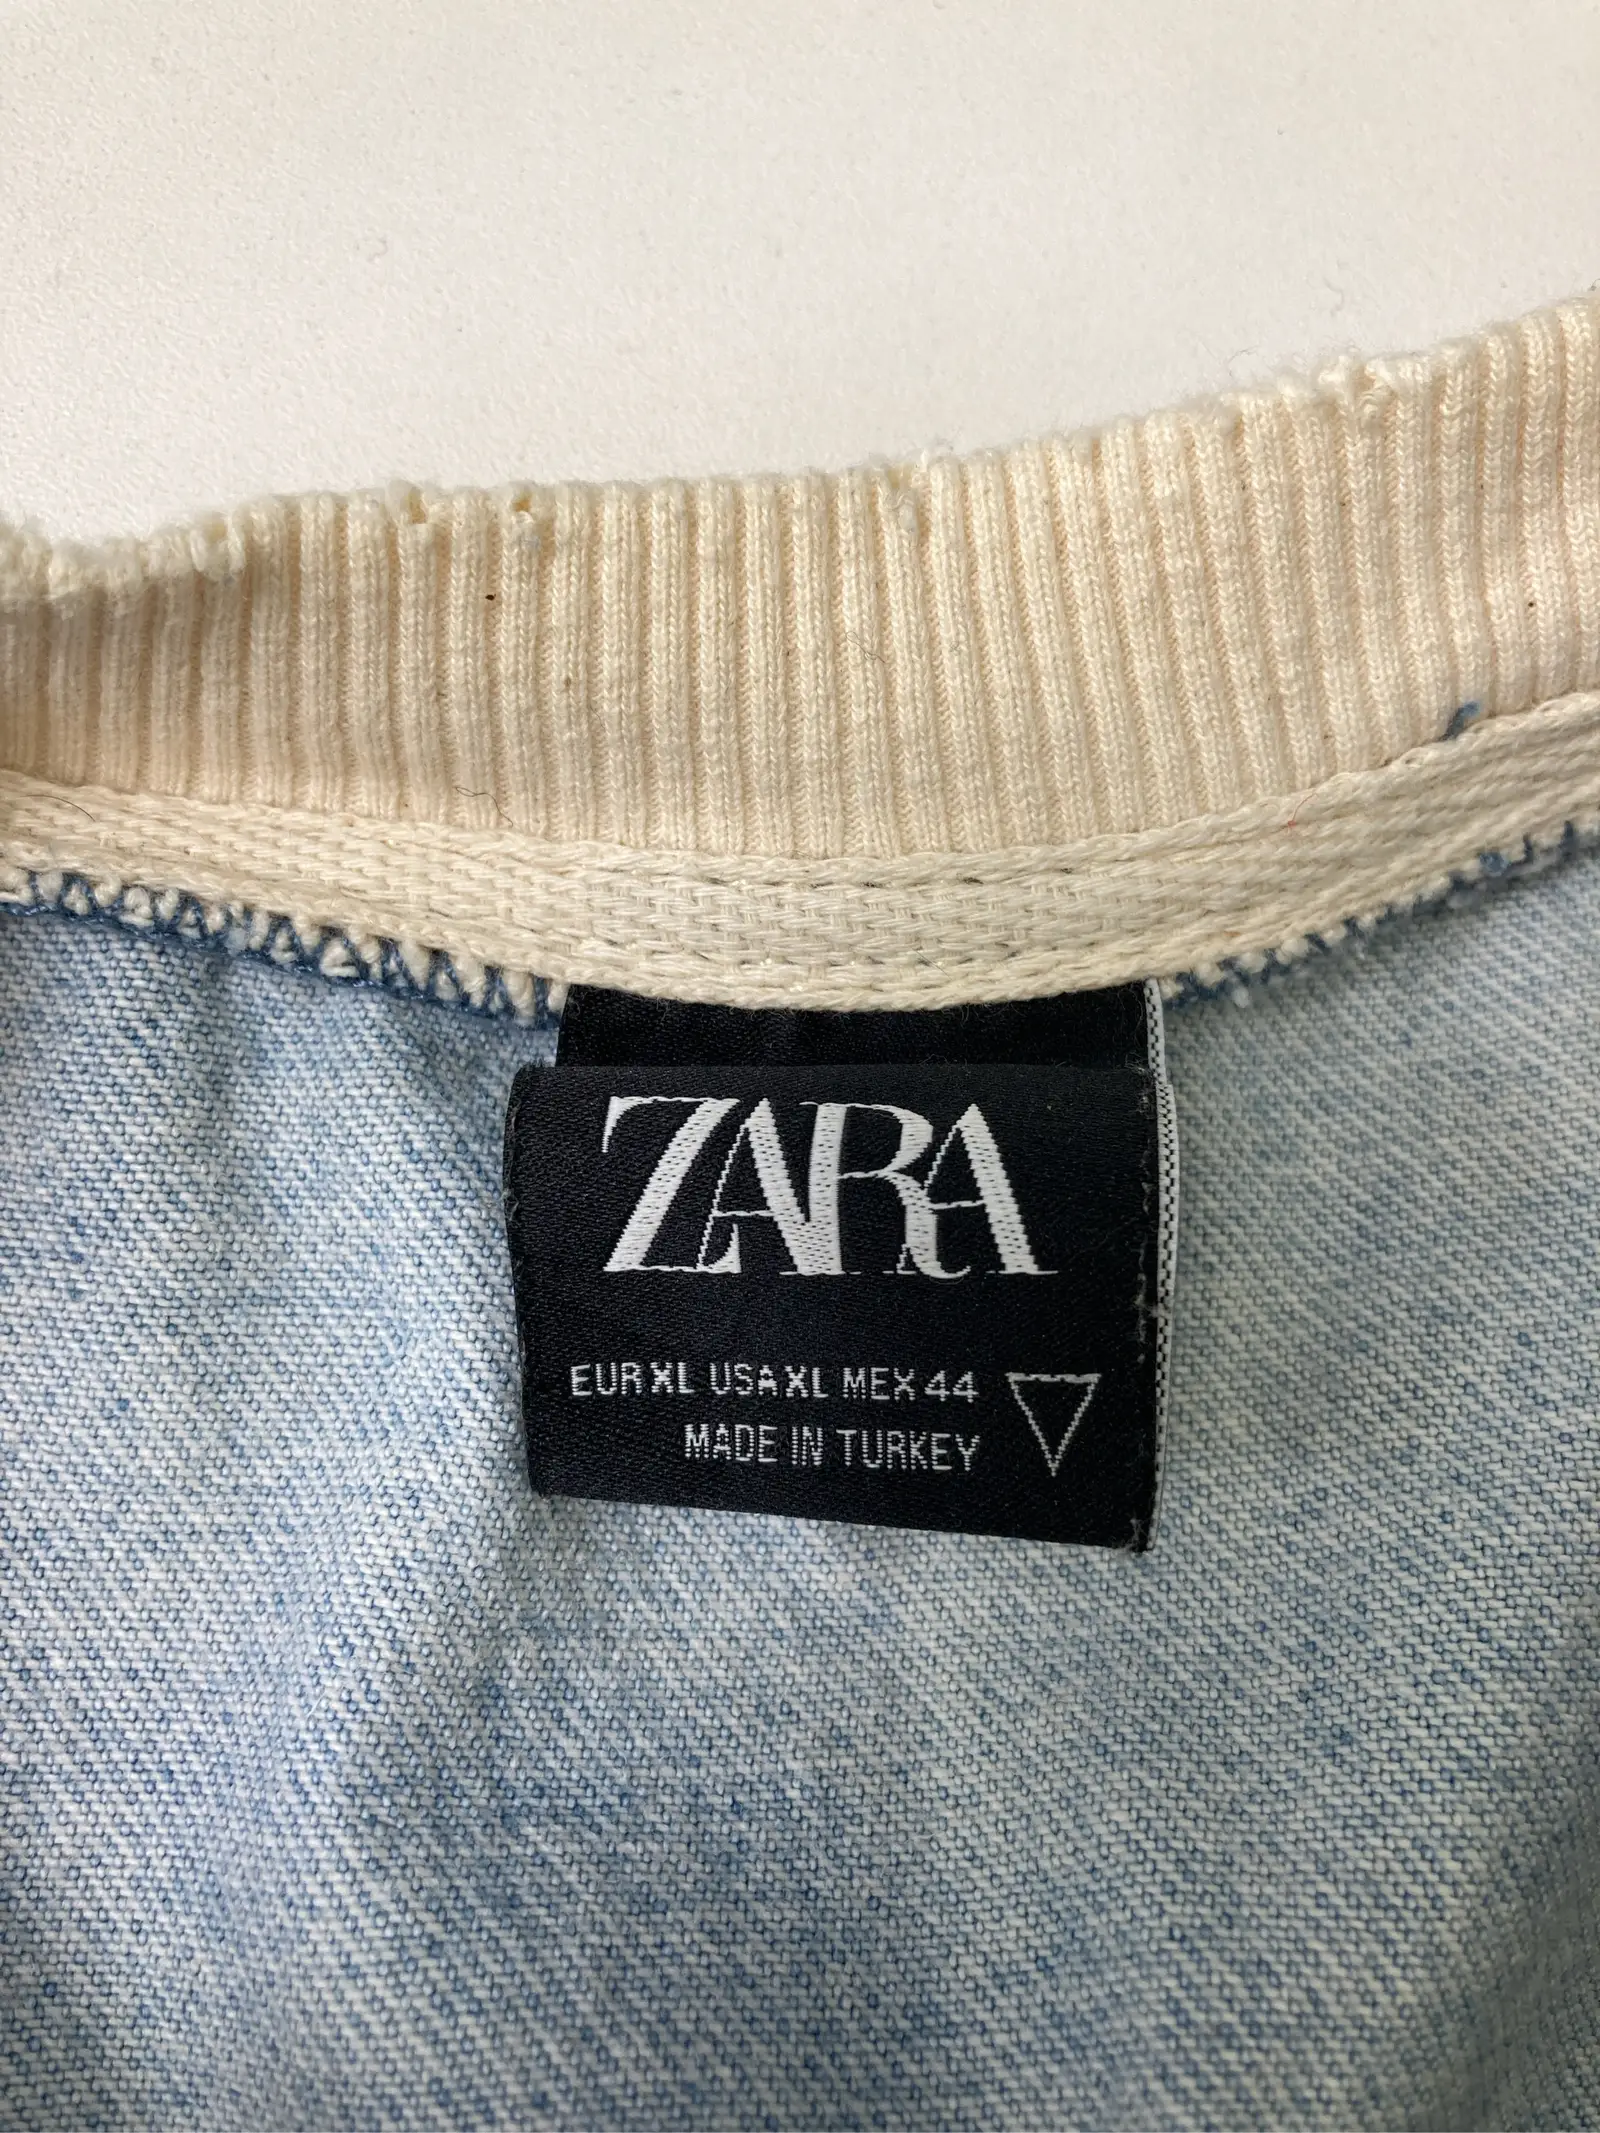 ZARA
EUR XL USA XL MEX 44
MADE IN TURKEY